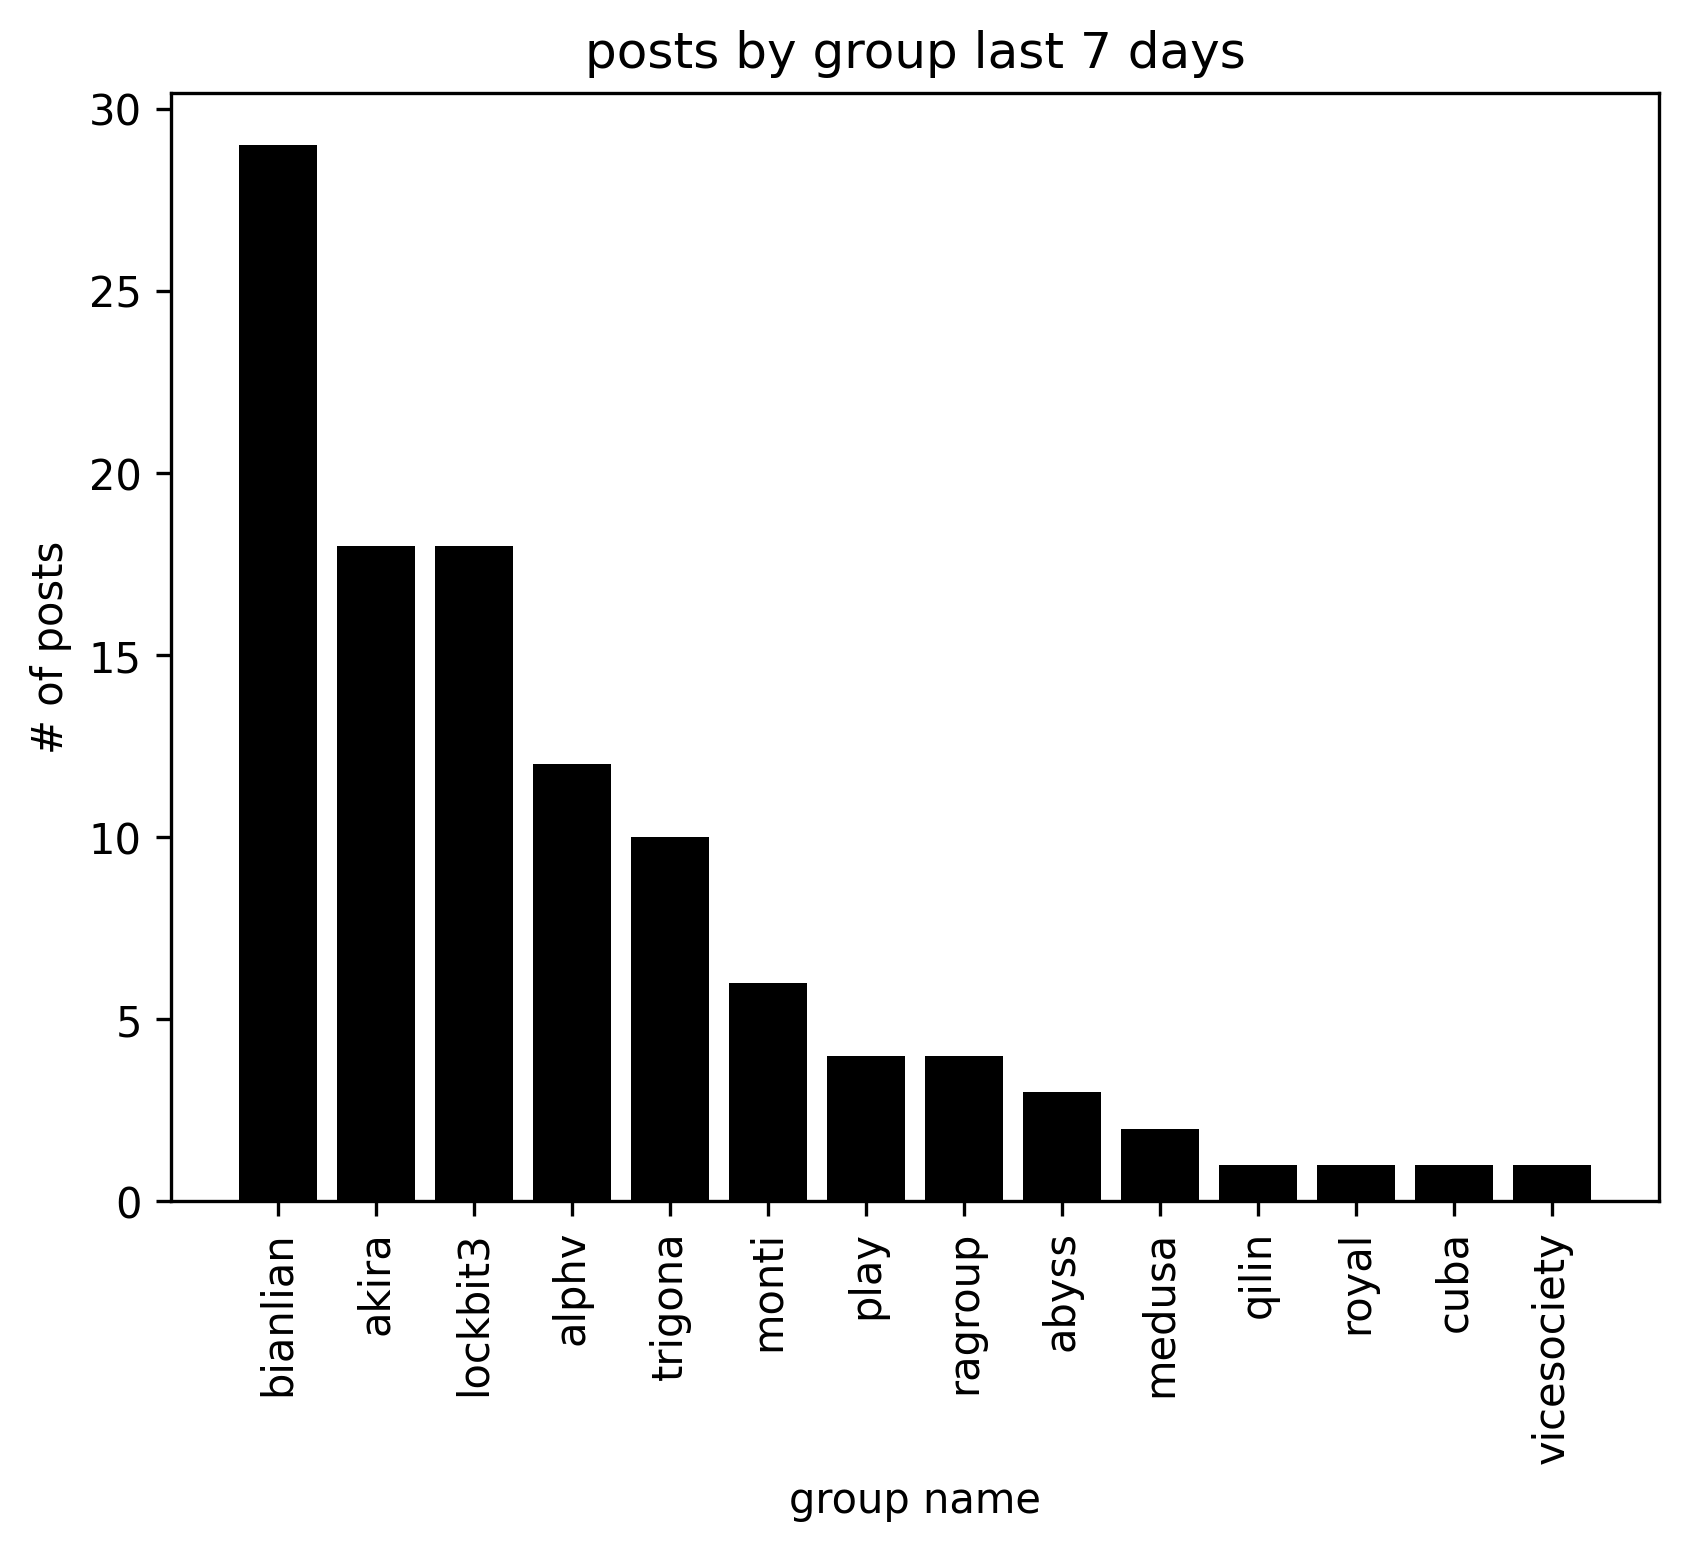 posts by group last 7 days
# of posts
30
25
20
15
10
5
0
bianlian
akira
lockbit3
alphv
trigona
monti
play
ragroup
abyss
medusa
qilin
royal
cuba
vicesociety
group name